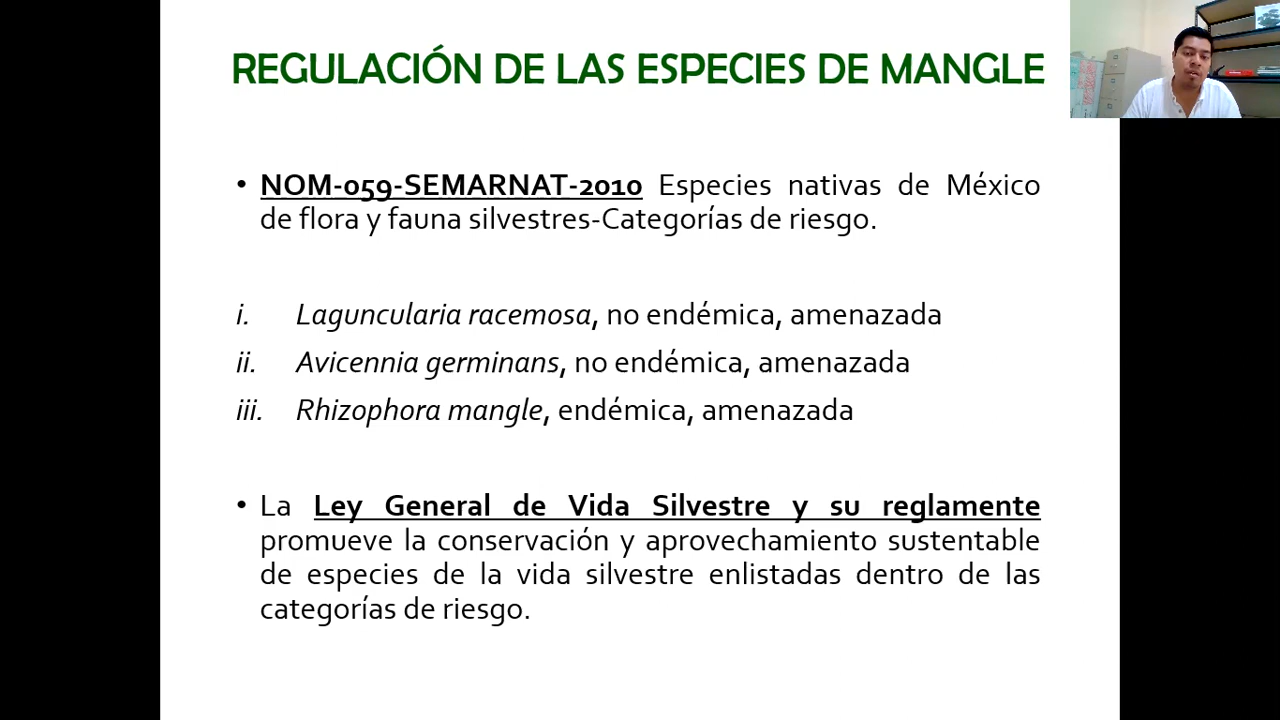 REGULACIÓN DE LAS ESPECIES DE MANGLE
• NOM-059-SEMARNAT-2010 Especies nativas de México
de flora y fauna silvestres-Categorías de riesgo.
i. Laguncularia racemosa, no endémica, amenazada
ii. Avicennia germinans, no endémica, amenazada
iii. Rhizophora mangle, endémica, amenazada
• La Ley General de Vida Silvestre y su reglamente
promueve la conservación y aprovechamiento sustentable
de especies de la vida silvestre enlistadas dentro de las
categorías de riesgo.